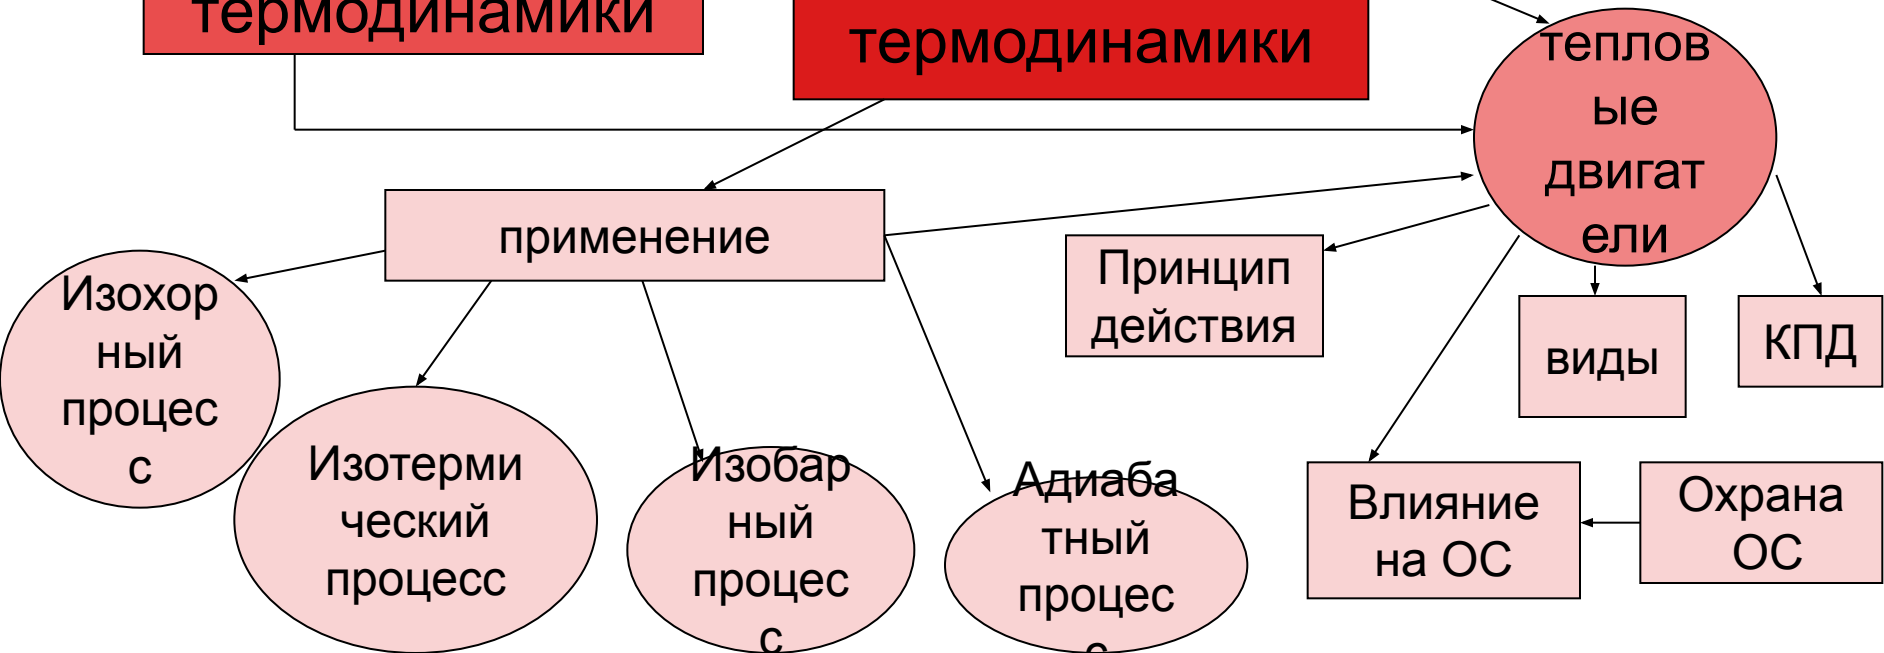 термодинамики
термодинамики
теплов
ые
двигат
ели
применение
Принцип
действия
виды
КПД
Изохор
ный
процес
с
Изотерми
ческий
процесс
Изобар
ный
процес
с
Адиаба
тный
процес
с
Влияние
на ОС
Охрана
ОС